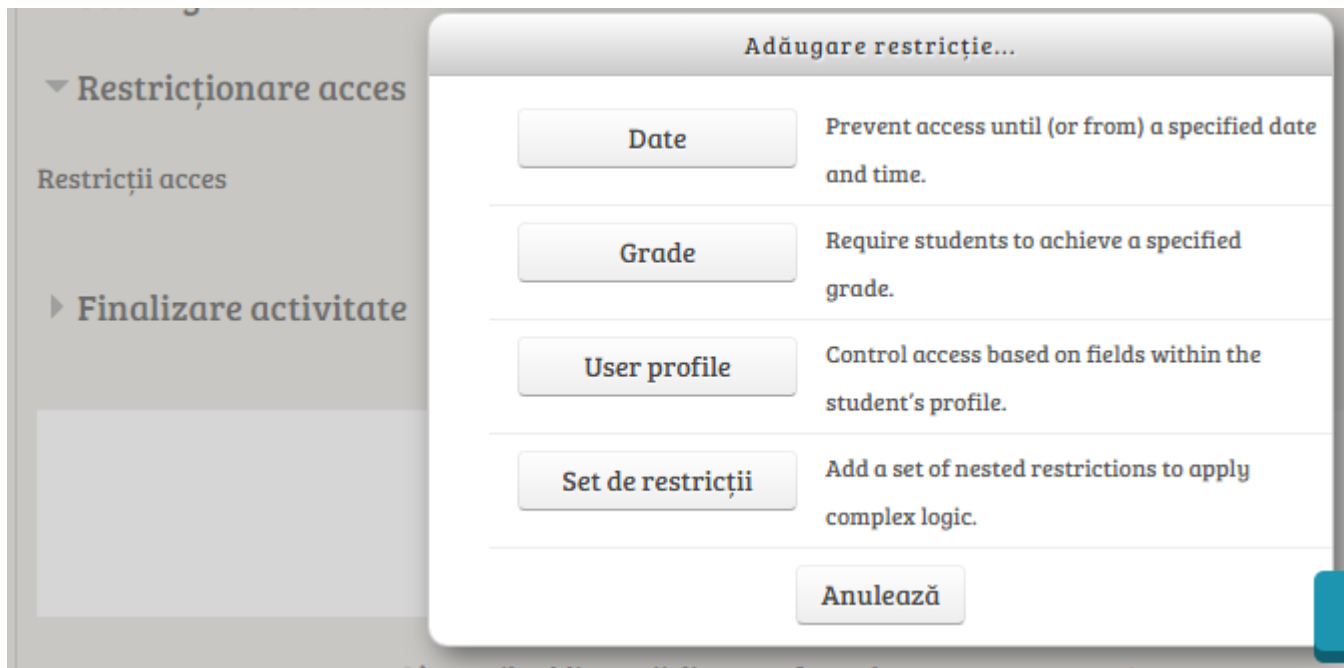 Adăugare restricție...
Restricționare acces
Date
Prevent access until (or from) a specified date
and time.
Restricții acces
Grade
Require students to achieve a specified
grade.
Finalizare activitate
User profile
Control access based on fields within the
student's profile.
Set de restricții
Add a set of nested restrictions to apply
complex logic.
Anulează